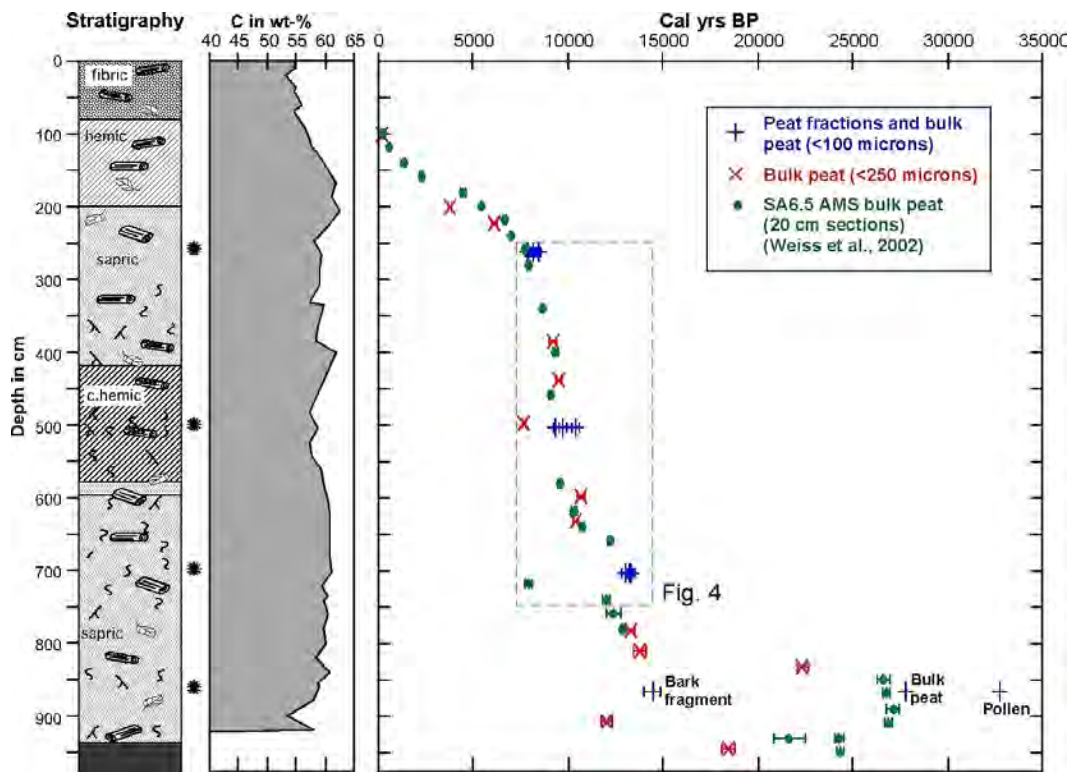 Stratigraphy
C in wt-%
Cal yrs BP
40 45 50 55 60 65
0 5000 10000 15000 20000 25000 30000 35000
Depth in cm
0
100
200
300
400
500
600
700
800
900
fibric
hemic
sapric
c.hemic
sapric
Peat fractions and bulk
peat (<100 microns)
Bulk peat (<250 microns)
SA6.5 AMS bulk peat
(20 cm sections)
(Weiss et al., 2002)
Fig. 4
Bark
fragment
Bulk
peat
Pollen